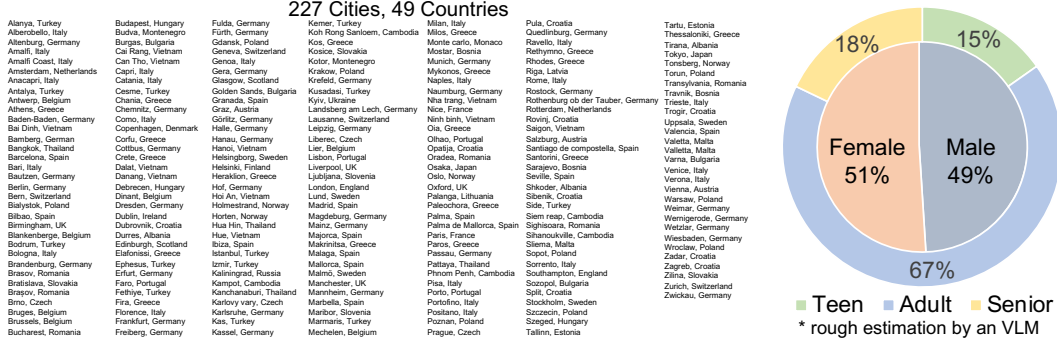 227 Cities, 49 Countries
Alanya, Turkey
Alberobello, Italy
Altenburg, Germany
Amalfi, Italy
Amalfi Coast, Italy
Amsterdam, Netherlands
Anacapri, Italy
Antalya, Turkey
Antwerp, Belgium
Athens, Greece
Baden-Baden, Germany
Bai Dinh, Vietnam
Bamberg, German
Bangkok, Thailand
Barcelona, Spain
Bari, Italy
Bautzen, Germany
Berlin, Germany
Bern, Switzerland
Bialystok, Poland
Bilbao, Spain
Birmingham, UK
Blankenberge, Belgium
Bodrum, Turkey
Bologna, Italy
Brandenburg, Germany
Brasov, Romania
Bratislava, Slovakia
Brașov, Romania
Brno, Czech
Bruges, Belgium
Brussels, Belgium
Bucharest, Romania
Budapest, Hungary
Budva, Montenegro
Burgas, Bulgaria
Cai Rang, Vietnam
Can Tho, Vietnam
Capri, Italy
Catania, Italy
Cesme, Turkey
Chania, Greece
Chemnitz, Germany
Como, Italy
Copenhagen, Denmark
Corfu, Greece
Cottbus, Germany
Crete, Greece
Dalat, Vietnam
Danang, Vietnam
Debrecen, Hungary
Dinant, Belgium
Dresden, Germany
Dublin, Ireland
Dubrovnik, Croatia
Durres, Albania
Edinburgh, Scotland
Elafonissi, Greece
Ephesus, Turkey
Erfurt, Germany
Faro, Portugal
Fethiye, Turkey
Fira, Greece
Florence, Italy
Frankfurt, Germany
Freiberg, Germany
Fulda, Germany
Fürth, Germany
Gdansk, Poland
Geneva, Switzerland
Genoa, Italy
Gera, Germany
Glasgow, Scotland
Golden Sands, Bulgaria
Granada, Spain
Graz, Austria
Görlitz, Germany
Halle, Germany
Hanau, Germany
Hanoi, Vietnam
Helsingborg, Sweden
Helsinki, Finland
Heraklion, Greece
Hof, Germany
Hoi An, Vietnam
Holmestrand, Norway
Horten, Norway
Hua Hin, Thailand
Hue, Vietnam
Ibiza, Spain
Istanbul, Turkey
Izmir, Turkey
Kaliningrad, Russia
Kampot, Cambodia
Kanchanaburi, Thailand
Karlovy vary, Czech
Karlsruhe, Germany
Kas, Turkey
Kassel, Germany
Kemer, Turkey
Koh Rong Sanloem, Cambodia
Kos, Greece
Kosice, Slovakia
Kotor, Montenegro
Krakow, Poland
Krefeld, Germany
Kusadasi, Turkey
Kyiv, Ukraine
Landsberg am Lech, Germany
Lausanne, Switzerland
Leipzig, Germany
Liberec, Czech
Lier, Belgium
Lisbon, Portugal
Liverpool, UK
Ljubljana, Slovenia
London, England
Lund, Sweden
Madrid, Spain
Magdeburg, Germany
Mainz, Germany
Majorca, Spain
Makrinitsa, Greece
Malaga, Spain
Mallorca, Spain
Malmö, Sweden
Manchester, UK
Mannheim, Germany
Marbella, Spain
Maribor, Slovenia
Marmaris, Turkey
Mechelen, Belgium
Milan, Italy
Milos, Greece
Monte carlo, Monaco
Mostar, Bosnia
Munich, Germany
Mykonos, Greece
Naples, Italy
Naumburg, Germany
Nha trang, Vietnam
Nice, France
Ninh binh, Vietnam
Oia, Greece
Olhao, Portugal
Opatija, Croatia
Oradea, Romania
Osaka, Japan
Oslo, Norway
Oxford, UK
Palanga, Lithuania
Paleochora, Greece
Palma, Spain
Palma de Mallorca, Spain
Paris, France
Paros, Greece
Passau, Germany
Pattaya, Thailand
Phnom Penh, Cambodia
Pisa, Italy
Porto, Portugal
Portofino, Italy
Positano, Italy
Poznan, Poland
Prague, Czech
Pula, Croatia
Quedlinburg, Germany
Ravello, Italy
Rethymno, Greece
Rhodes, Greece
Riga, Latvia
Rome, Italy
Rostock, Germany
Rothenburg ob der Tauber, Germany
Rotterdam, Netherlands
Rovinj, Croatia
Saigon, Vietnam
Salzburg, Austria
Santiago de compostella, Spain
Santorini, Greece
Sarajevo, Bosnia
Seville, Spain
Shkoder, Albania
Sibenik, Croatia
Side, Turkey
Siem reap, Cambodia
Sighisoara, Romania
Sihanoukville, Cambodia
Sliema, Malta
Sopot, Poland
Sorrento, Italy
Southampton, England
Sozopol, Bulgaria
Split, Croatia
Stockholm, Sweden
Szczecin, Poland
Szeged, Hungary
Tallinn, Estonia
Tartu, Estonia
Thessaloniki, Greece
Tirana, Albania
Tokyo, Japan
Tonsberg, Norway
Torun, Poland
Transylvania, Romania
Travnik, Bosnia
Trieste, Italy
Trogir, Croatia
Uppsala, Sweden
Valencia, Spain
Valetta, Malta
Valletta, Malta
Varna, Bulgaria
Venice, Italy
Verona, Italy
Vienna, Austria
Warsaw, Poland
Weimar, Germany
Wernigerode, Germany
Wetzlar, Germany
Wiesbaden, Germany
Wroclaw, Poland
Zadar, Croatia
Zagreb, Croatia
Zilina, Slovakia
Zurich, Switzerland
Zwickau, Germany
18%
15%
Female
51%
Male
49%
67%
Teen
Adult
Senior
* rough estimation by an VLM